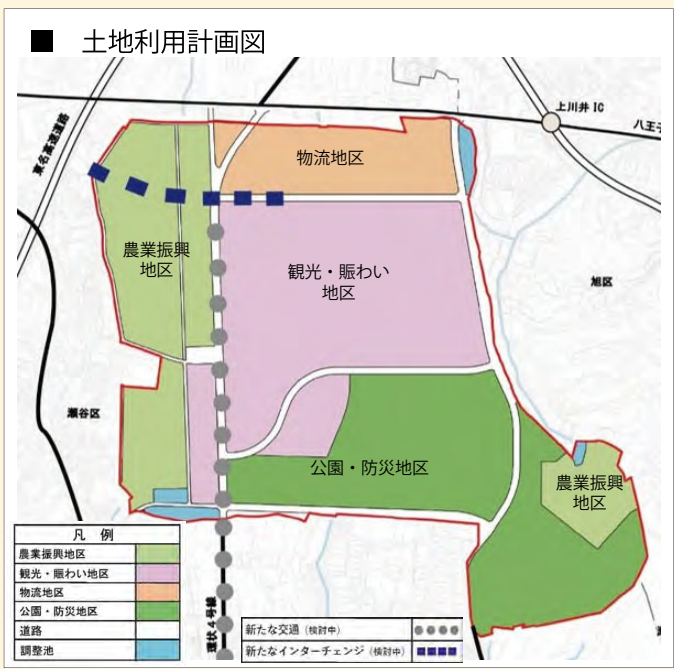 ■ 土地利用計画図
東名高速道路
上川井 IC
八王子
物流地区
農業振興
地区
観光・賑わい
地区
旭区
瀬谷区
公園・防災地区
農業振興
地区
凡 例
農業振興地区
観光・賑わい地区
物流地区
公園・防災地区
道路
調整池
環状4号線
新たな交通（検討中）
新たなインターチェンジ（検討中）